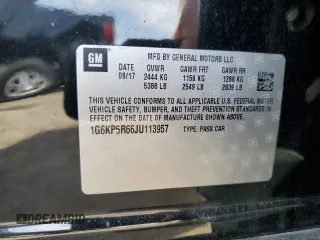 GM
MFD BY GENERAL MOTORS LLC
DATE GVWR GAWR FRT GAWR RR
09/17 2444 KG 1156 KG 1288 KG
5388 LB 2549 LB 2839 LB
THIS VEHICLE CONFORMS TO ALL APPLICABLE
U.S. FEDERAL MOTOR VEHICLE SAFETY,
BUMPER, AND THEFT PREVENTION STANDARDS
IN EFFECT ON THE DATE OF MANUFACTURE
SHOWN ABOVE.
1G6KP5R66JU113957 TYPE: PASS CAR